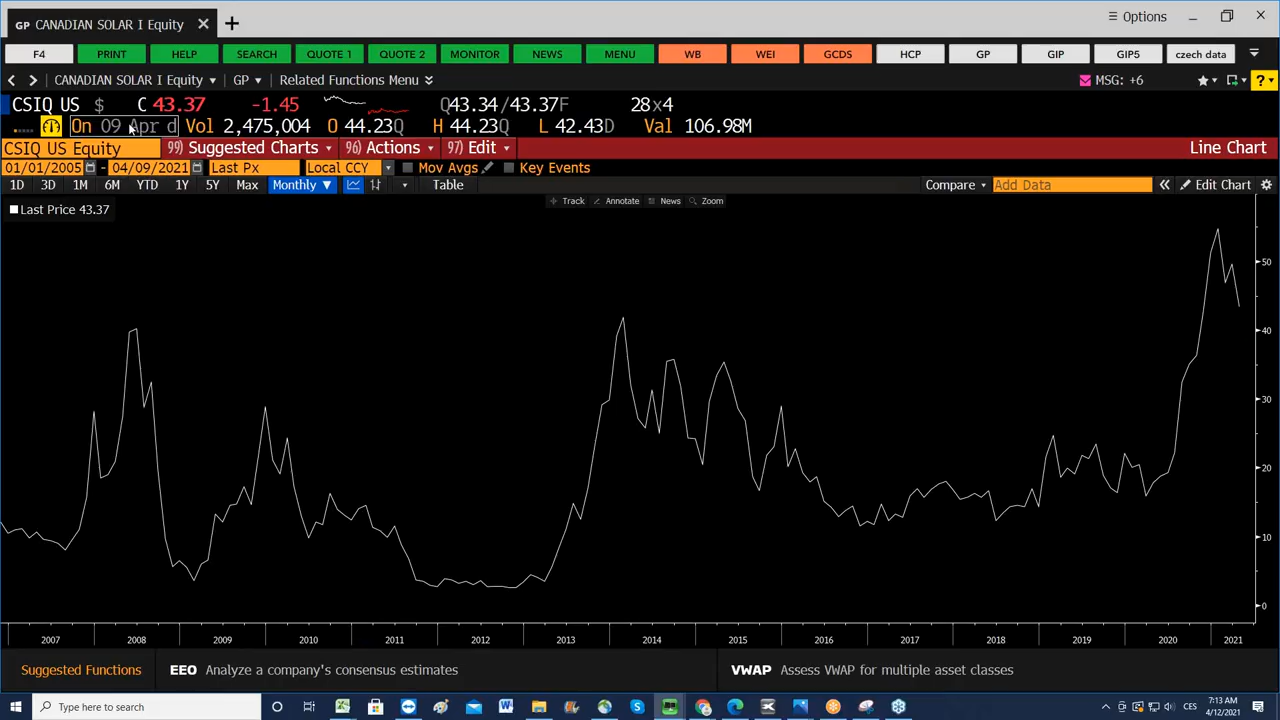 GP CANADIAN SOLAR I Equity
Options
F4 PRINT HELP SEARCH QUOTE 1 QUOTE 2 MONITOR NEWS MENU WB WEI GCDS HCP GP GIP GIP5 czech data
CANADIAN SOLAR I Equity GP Related Functions Menu MSG: +6
CSIQ US $ C 43.37 -1.45 Q43.34/43.37F 28x4
On 09 Apr d Vol 2,475,004 O 44.23Q H 44.23Q L 42.43D Val 106.98M
CSIQ US Equity 99) Suggested Charts 96) Actions 97) Edit Line Chart
01/01/2005 - 04/09/2021 Last Px Local CCY Mov Avgs Key Events
1D 3D 1M 6M YTD 1Y 5Y Max Monthly ▼ Table Compare Add Data « Edit Chart
Track Annotate News Zoom
Last Price 43.37
50
40
30
20
10
0
2007 2008 2009 2010 2011 2012 2013 2014 2015 2016 2017 2018 2019 2020 2021
Suggested Functions EEO Analyze a company's consensus estimates VWAP Assess VWAP for multiple asset classes
Type here to search
CES
7:13 AM
4/12/2021